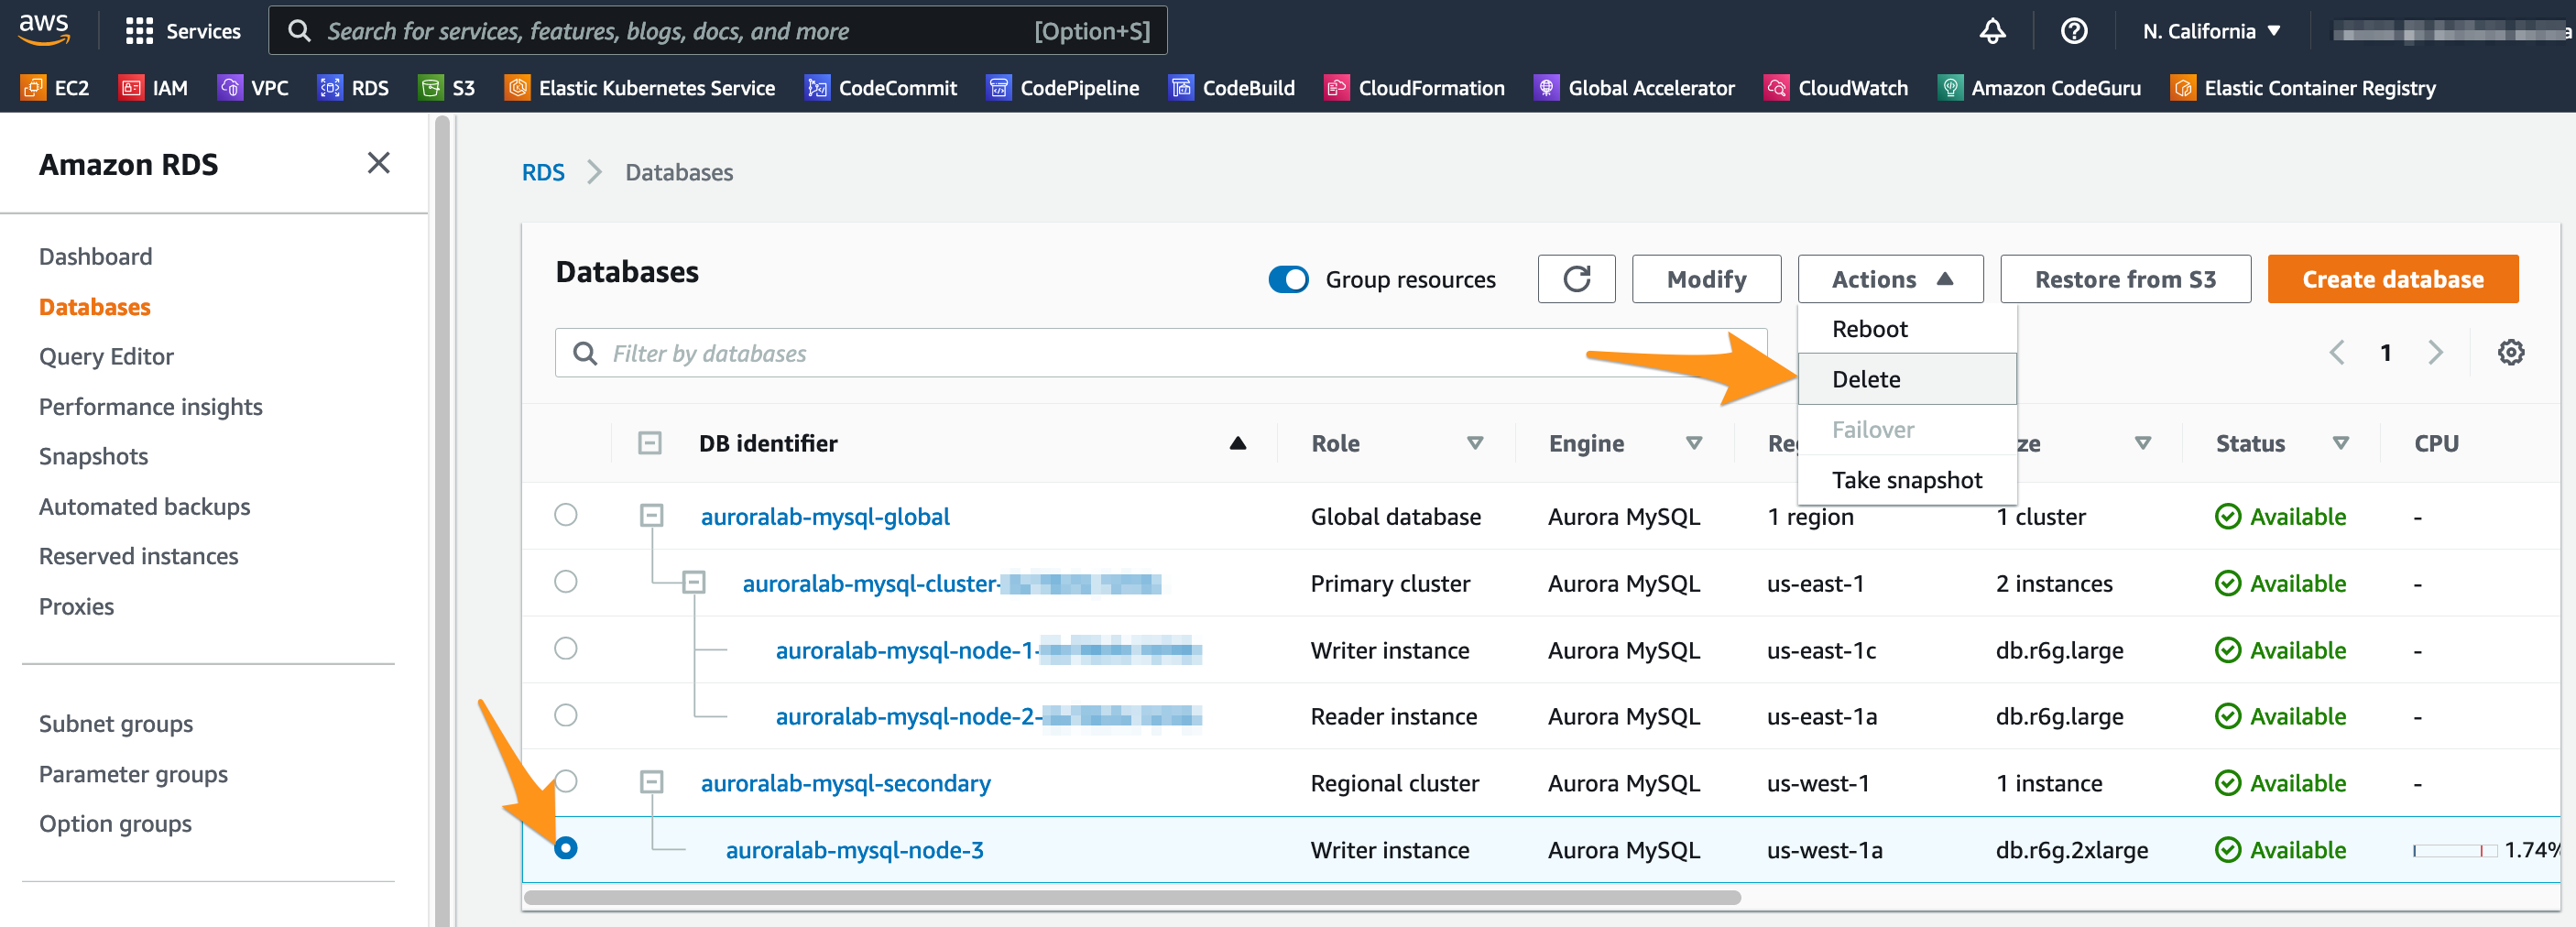 aws Services Search for services, features, blogs, docs, and more [Option+S] N. California
EC2 IAM VPC RDS S3 Elastic Kubernetes Service CodeCommit CodePipeline CodeBuild CloudFormation Global Accelerator CloudWatch Amazon CodeGuru Elastic Container Registry
Amazon RDS
Dashboard
Databases
Query Editor
Performance insights
Snapshots
Automated backups
Reserved instances
Proxies
Subnet groups
Parameter groups
Option groups
RDS Databases
Databases Group resources Modify Actions Restore from S3 Create database
Reboot
Delete
Failover
Take snapshot
Filter by databases 1
DB identifier Role Engine Reg ze Status CPU
auroralab-mysql-global Global database Aurora MySQL 1 region 1 cluster Available -
auroralab-mysql-cluster- Primary cluster Aurora MySQL us-east-1 2 instances Available -
auroralab-mysql-node-1- Writer instance Aurora MySQL us-east-1c db.r6g.large Available -
auroralab-mysql-node-2- Reader instance Aurora MySQL us-east-1a db.r6g.large Available -
auroralab-mysql-secondary Regional cluster Aurora MySQL us-west-1 1 instance Available -
auroralab-mysql-node-3 Writer instance Aurora MySQL us-west-1a db.r6g.2xlarge Available 1.74%